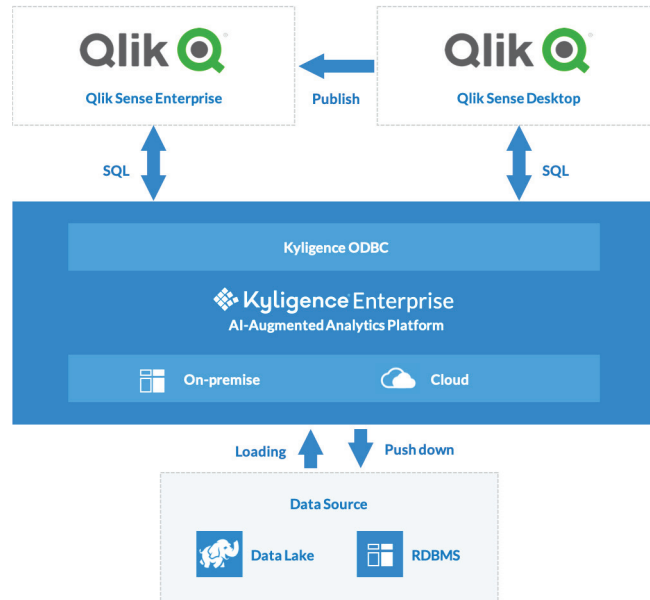 Qlik
Qlik
Qlik Sense Enterprise
Publish
Qlik Sense Desktop
SQL
SQL
Kyligence ODBC
Kyligence Enterprise
AI-Augmented Analytics Platform
On-premise
Cloud
Loading
Push down
Data Source
Data Lake
RDBMS